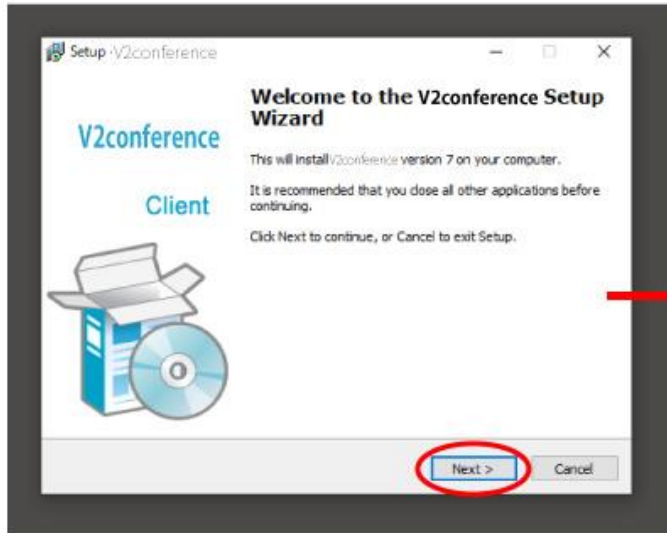 Setup -V2conference
V2conference
Client
Welcome to the V2conference Setup
Wizard
This will install V2conference version 7 on your computer.
It is recommended that you close all other applications before
continuing.
Click Next to continue, or Cancel to exit Setup.
Next >
Cancel